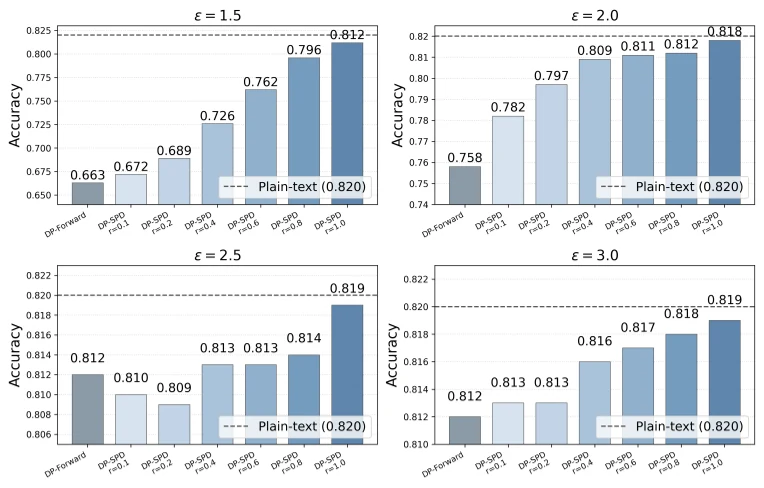 ε = 1.5
Accuracy
0.825
0.800
0.775
0.750
0.725
0.700
0.675
0.650
0.663
0.672
0.689
0.726
0.762
0.796
0.812
Plain-text (0.820)
DP-Forward
DP-SPD
r=0.1
DP-SPD
r=0.2
DP-SPD
r=0.4
DP-SPD
r=0.6
DP-SPD
r=0.8
DP-SPD
r=1.0
ε = 2.0
Accuracy
0.82
0.81
0.80
0.79
0.78
0.77
0.76
0.75
0.74
0.758
0.782
0.797
0.809
0.811
0.812
0.818
Plain-text (0.820)
DP-Forward
DP-SPD
r=0.1
DP-SPD
r=0.2
DP-SPD
r=0.4
DP-SPD
r=0.6
DP-SPD
r=0.8
DP-SPD
r=1.0
ε = 2.5
Accuracy
0.822
0.820
0.818
0.816
0.814
0.812
0.810
0.808
0.806
0.812
0.810
0.809
0.813
0.813
0.814
0.819
Plain-text (0.820)
DP-Forward
DP-SPD
r=0.1
DP-SPD
r=0.2
DP-SPD
r=0.4
DP-SPD
r=0.6
DP-SPD
r=0.8
DP-SPD
r=1.0
ε = 3.0
Accuracy
0.822
0.820
0.818
0.816
0.814
0.812
0.810
0.812
0.813
0.813
0.816
0.817
0.818
0.819
Plain-text (0.820)
DP-Forward
DP-SPD
r=0.1
DP-SPD
r=0.2
DP-SPD
r=0.4
DP-SPD
r=0.6
DP-SPD
r=0.8
DP-SPD
r=1.0